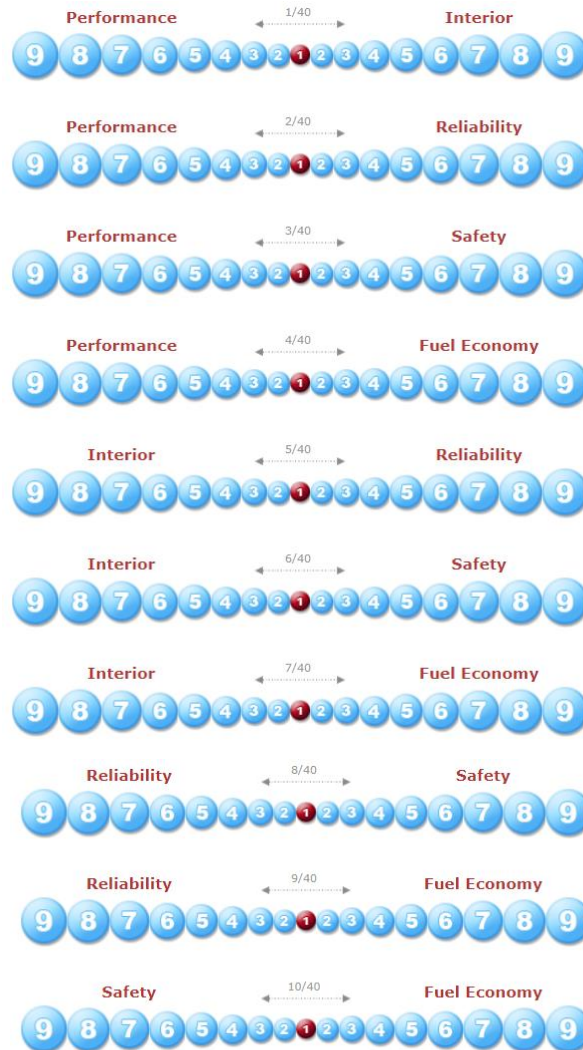 Performance 1/40 Interior
9 8 7 6 5 4 3 2 1 2 3 4 5 6 7 8 9
Performance 2/40 Reliability
9 8 7 6 5 4 3 2 1 2 3 4 5 6 7 8 9
Performance 3/40 Safety
9 8 7 6 5 4 3 2 1 2 3 4 5 6 7 8 9
Performance 4/40 Fuel Economy
9 8 7 6 5 4 3 2 1 2 3 4 5 6 7 8 9
Interior 5/40 Reliability
9 8 7 6 5 4 3 2 1 2 3 4 5 6 7 8 9
Interior 6/40 Safety
9 8 7 6 5 4 3 2 1 2 3 4 5 6 7 8 9
Interior 7/40 Fuel Economy
9 8 7 6 5 4 3 2 1 2 3 4 5 6 7 8 9
Reliability 8/40 Safety
9 8 7 6 5 4 3 2 1 2 3 4 5 6 7 8 9
Reliability 9/40 Fuel Economy
9 8 7 6 5 4 3 2 1 2 3 4 5 6 7 8 9
Safety 10/40 Fuel Economy
9 8 7 6 5 4 3 2 1 2 3 4 5 6 7 8 9